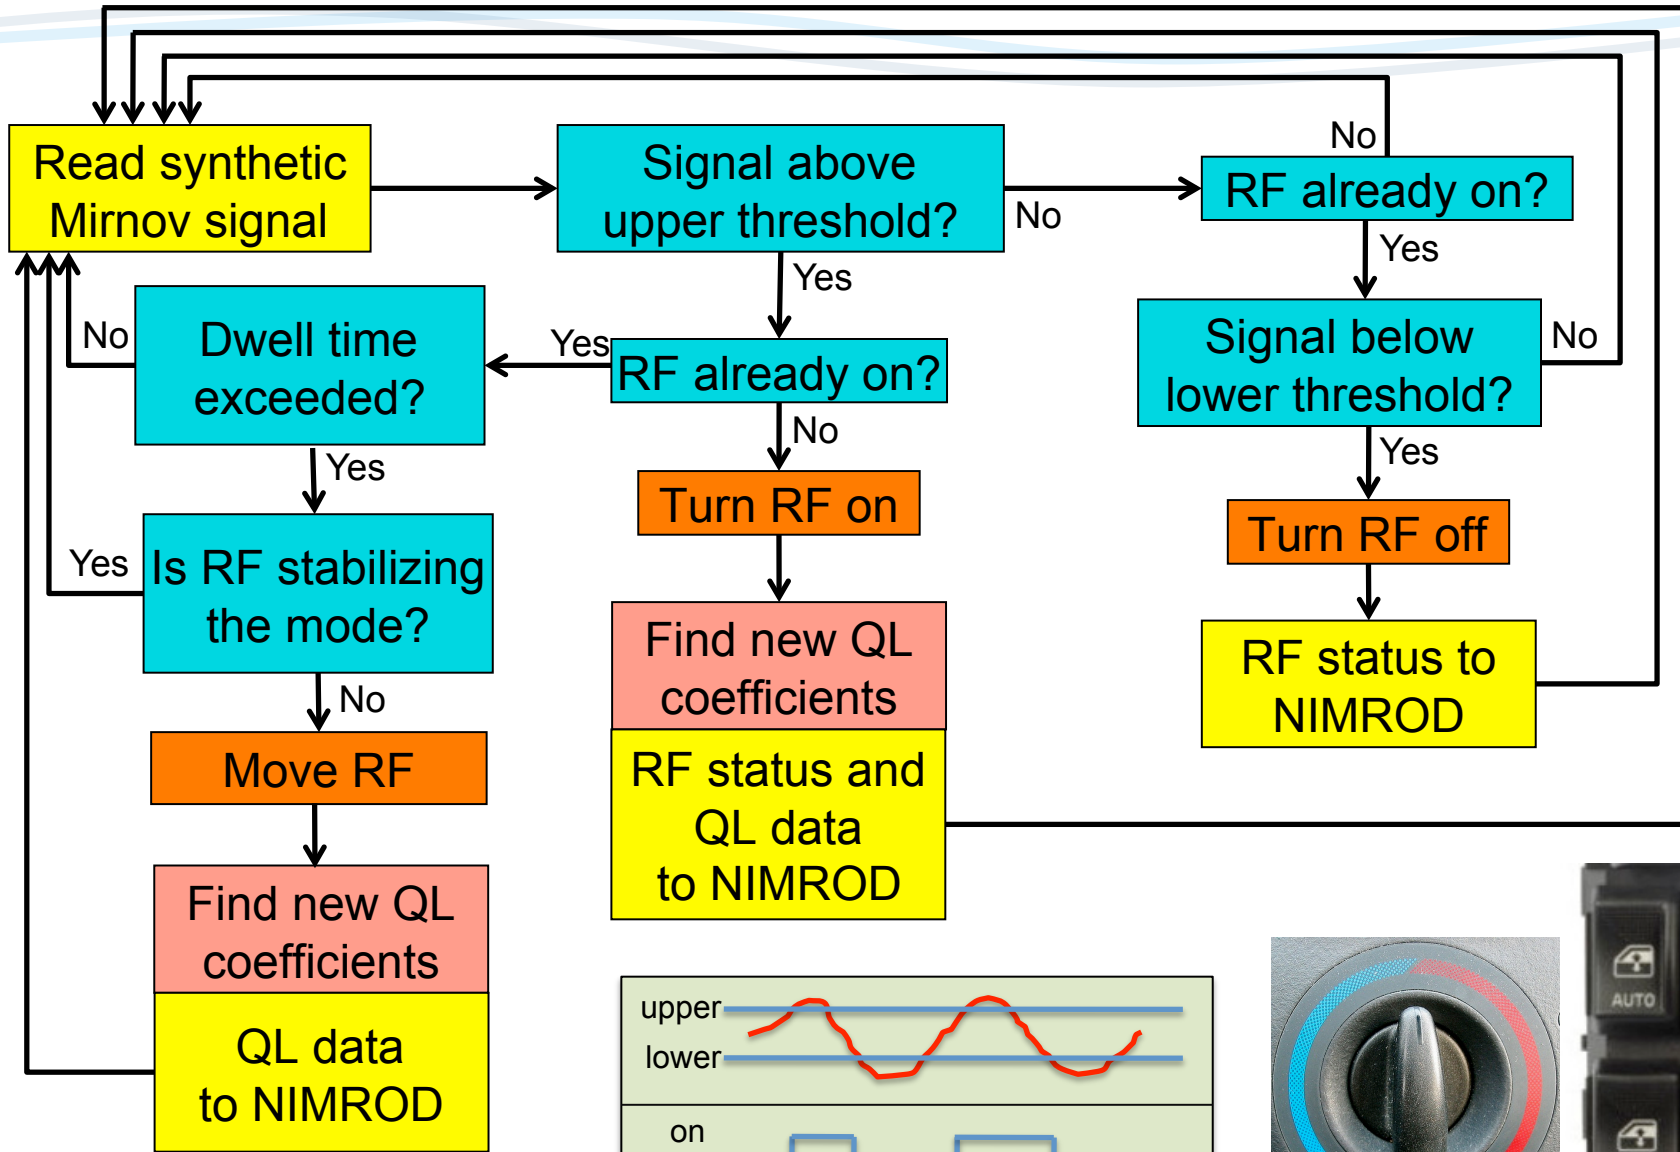 Read synthetic
Mirnov signal
Signal above
upper threshold?
No
No
RF already on?
Yes
Yes
Signal below
lower threshold?
No
No
Dwell time
exceeded?
Yes
RF already on?
No
Yes
Yes
Turn RF on
Turn RF off
Yes
Is RF stabilizing
the mode?
No
Find new QL
coefficients
RF status to
NIMROD
Move RF
RF status and
QL data
to NIMROD
Find new QL
coefficients
QL data
to NIMROD
upper
lower
on
AUTO